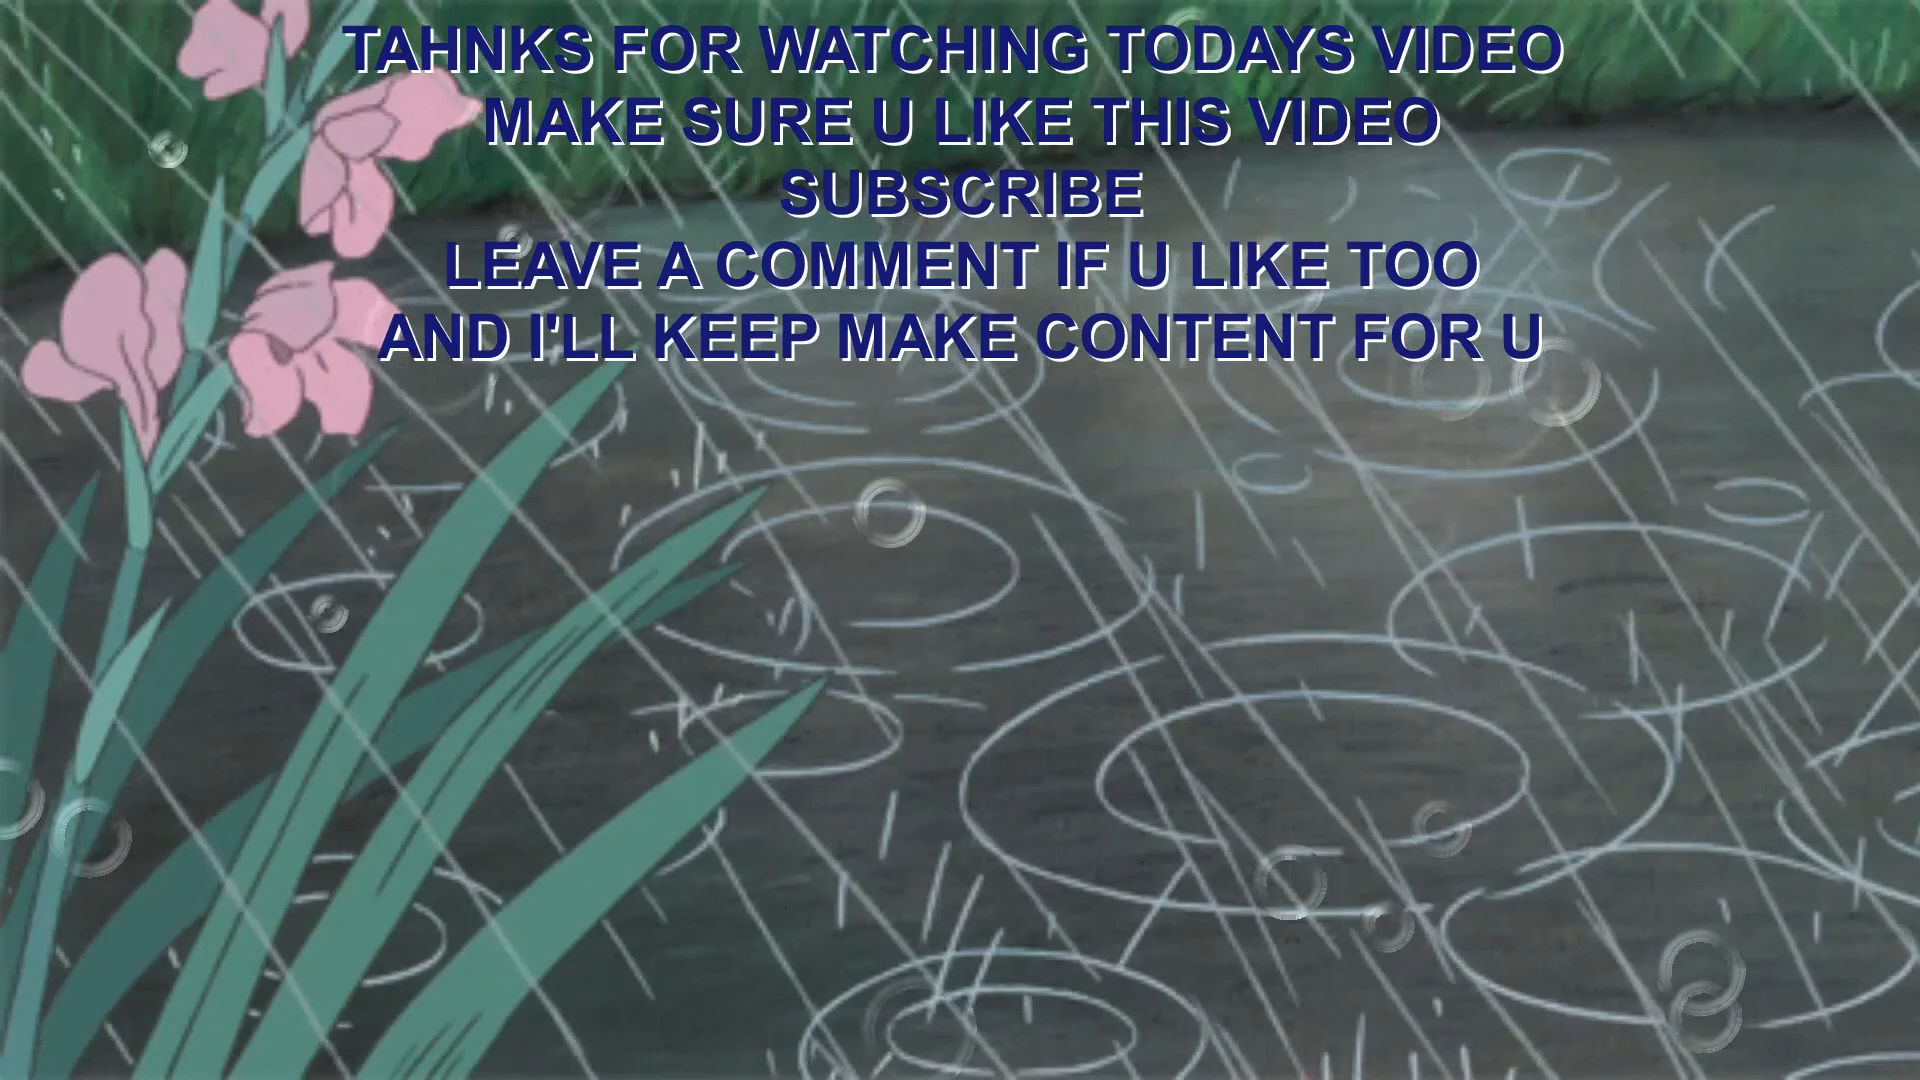 TAHNKS FOR WATCHING TODAYS VIDEO
MAKE SURE U LIKE THIS VIDEO
SUBSCRIBE
LEAVE A COMMENT IF U LIKE TOO
AND I'LL KEEP MAKE CONTENT FOR U